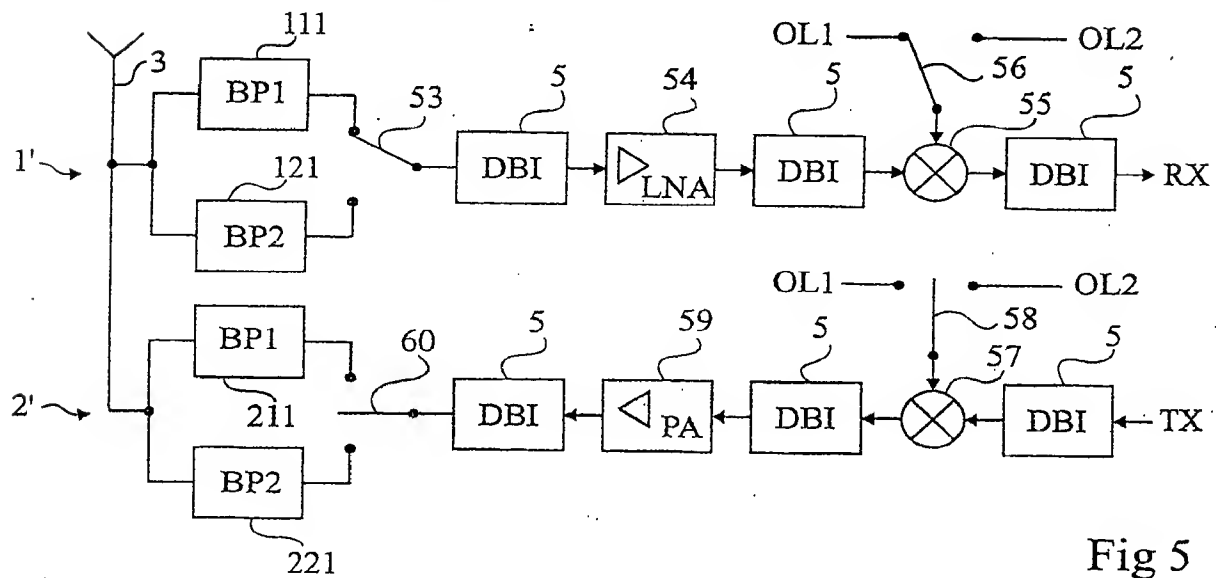 111
3
BP1
53
5
54
5
OL1
OL2
56
55
5
1'
DBI
LNA
DBI
DBI
RX
121
BP2
OL1
OL2
58
BP1
60
5
59
5
57
5
2'
211
DBI
PA
DBI
DBI
TX
BP2
221
Fig 5